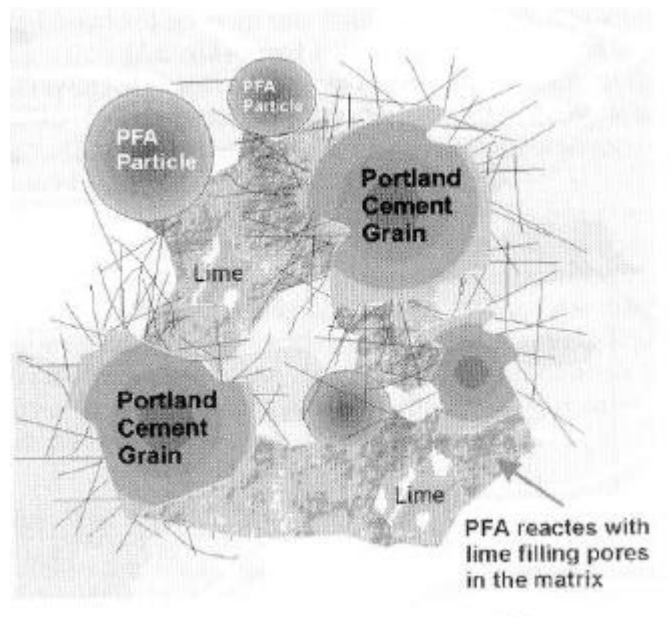 PFA
Particle
PFA
Particle
Portland
Cement
Grain
Lime
Portland
Cement
Grain
Lime
PFA reactes with
lime filling pores
in the matrix